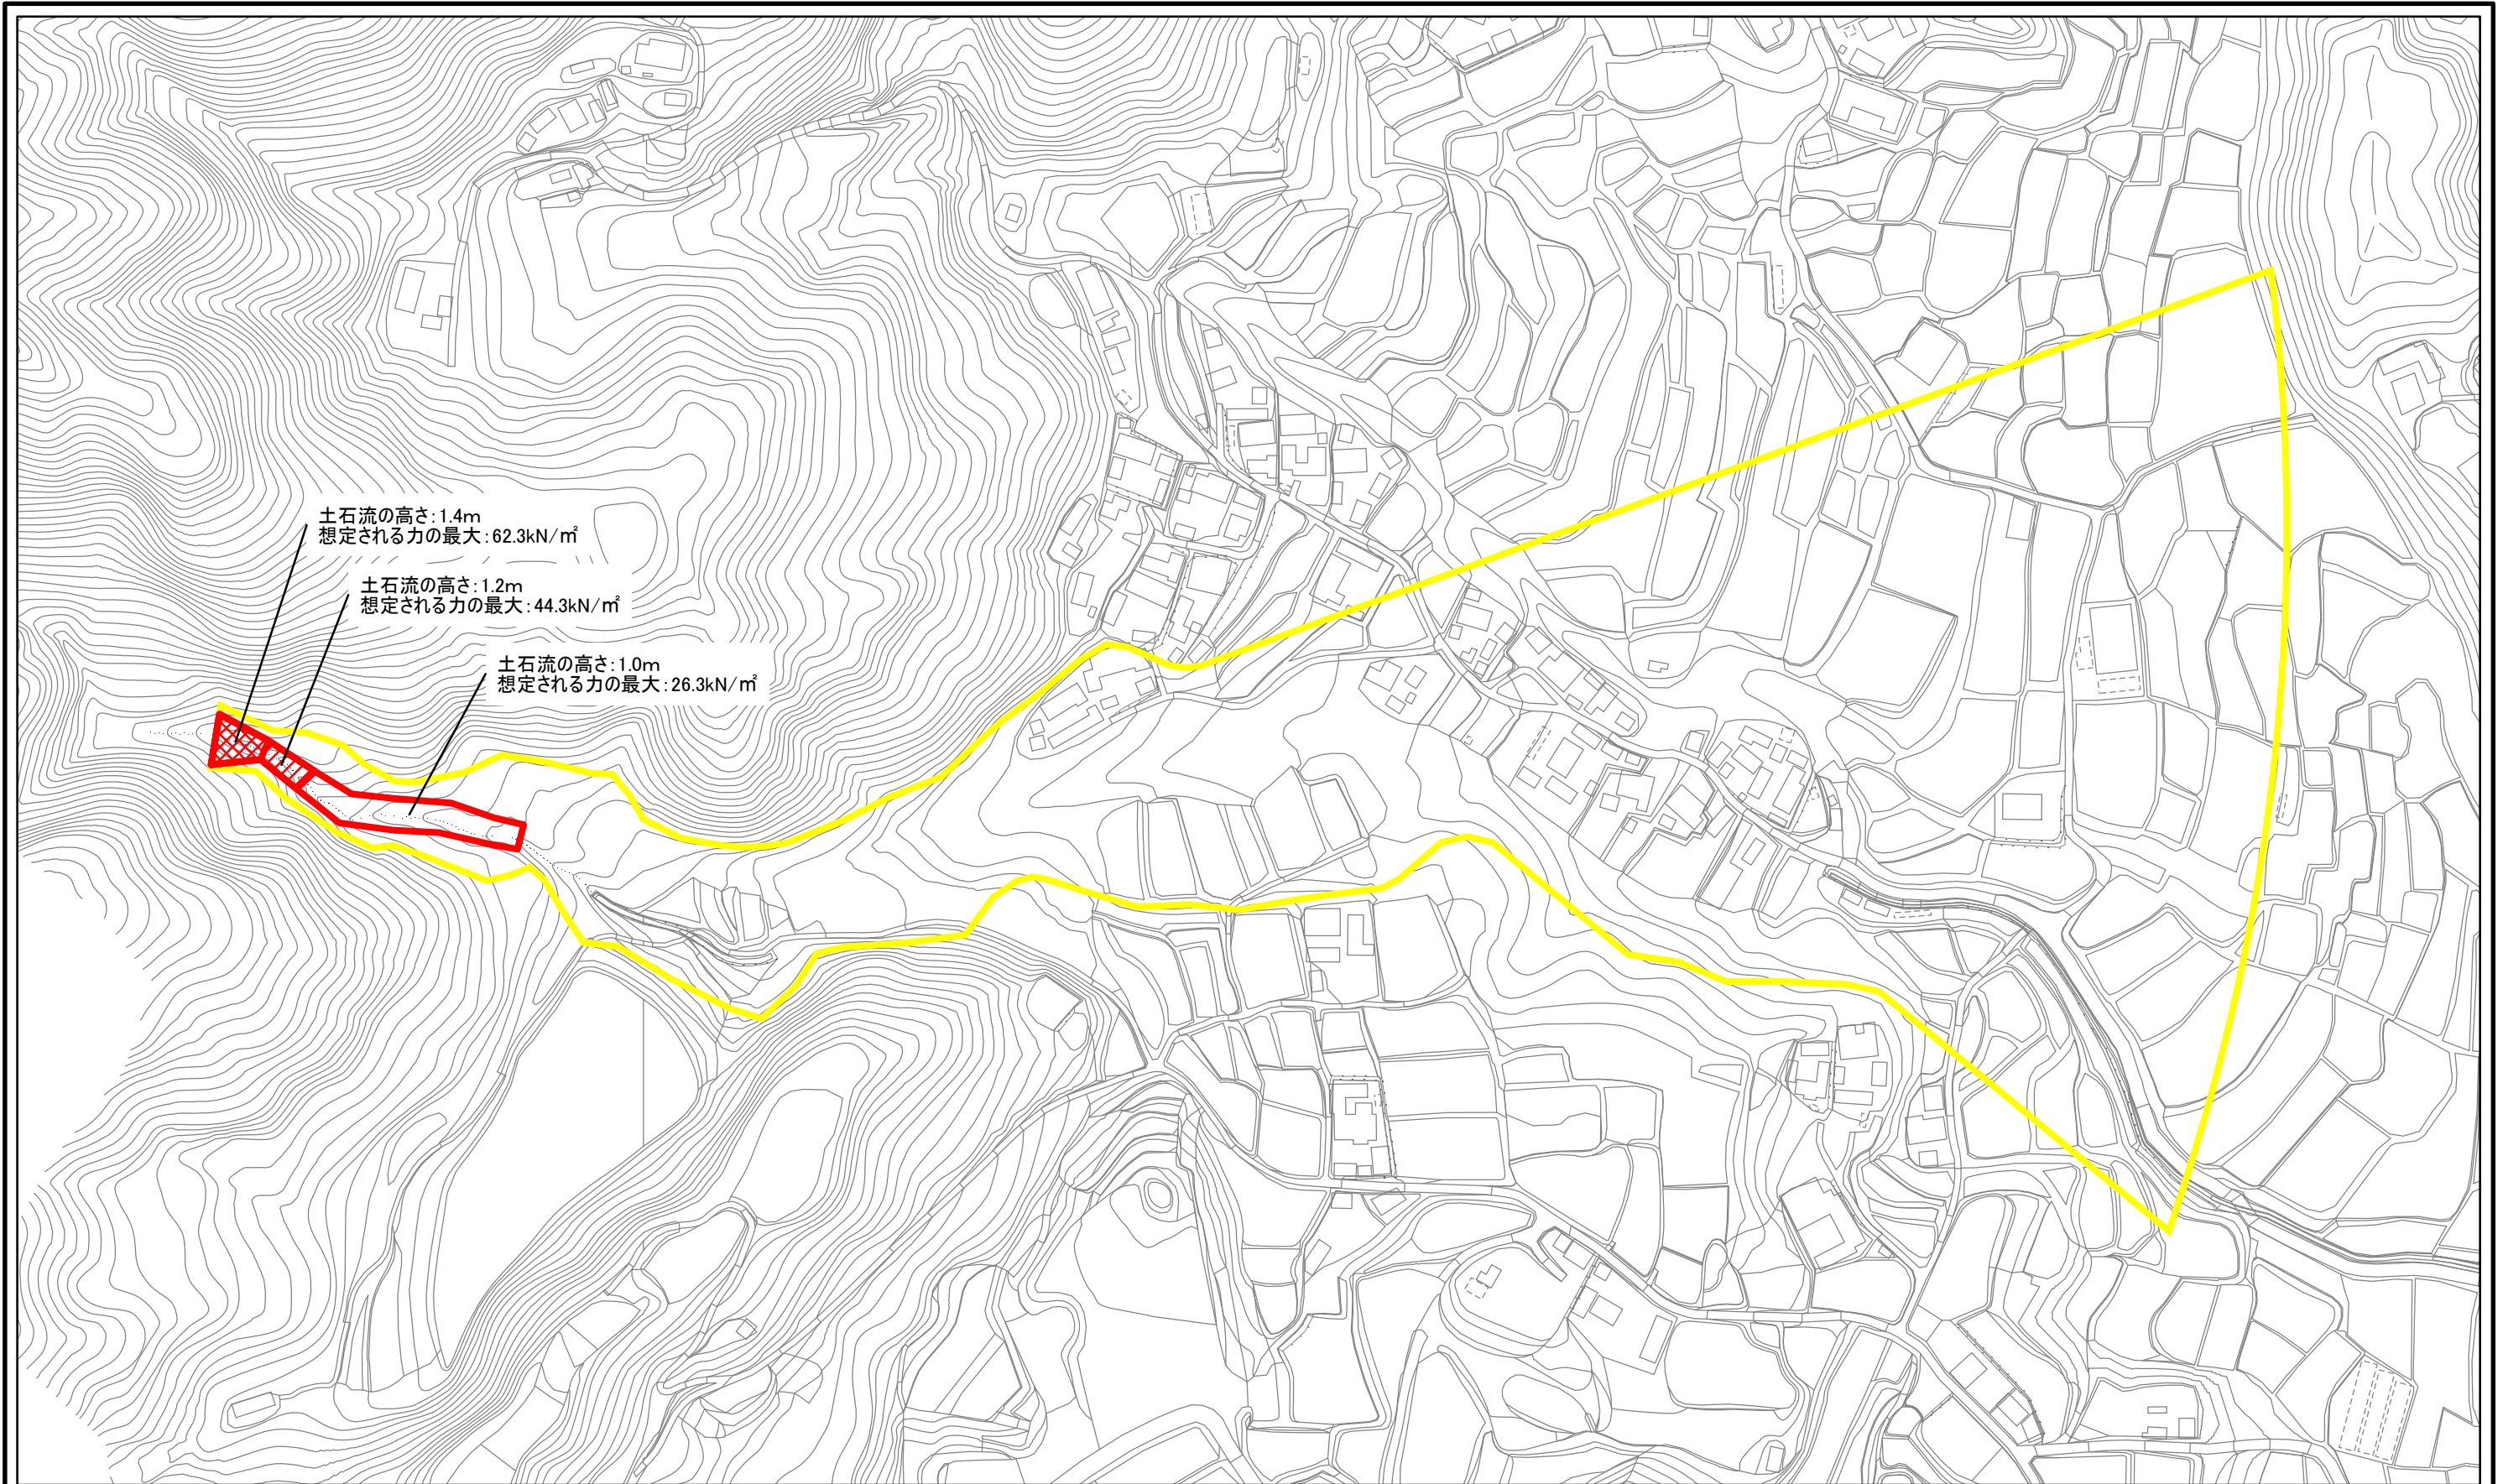 土石流の高さ:1.4m
想定される力の最大:62.3kN/㎡
土石流の高さ:1.2m
想定される力の最大:44.3kN/㎡
土石流の高さ:1.0m
想定される力の最大:26.3kN/㎡